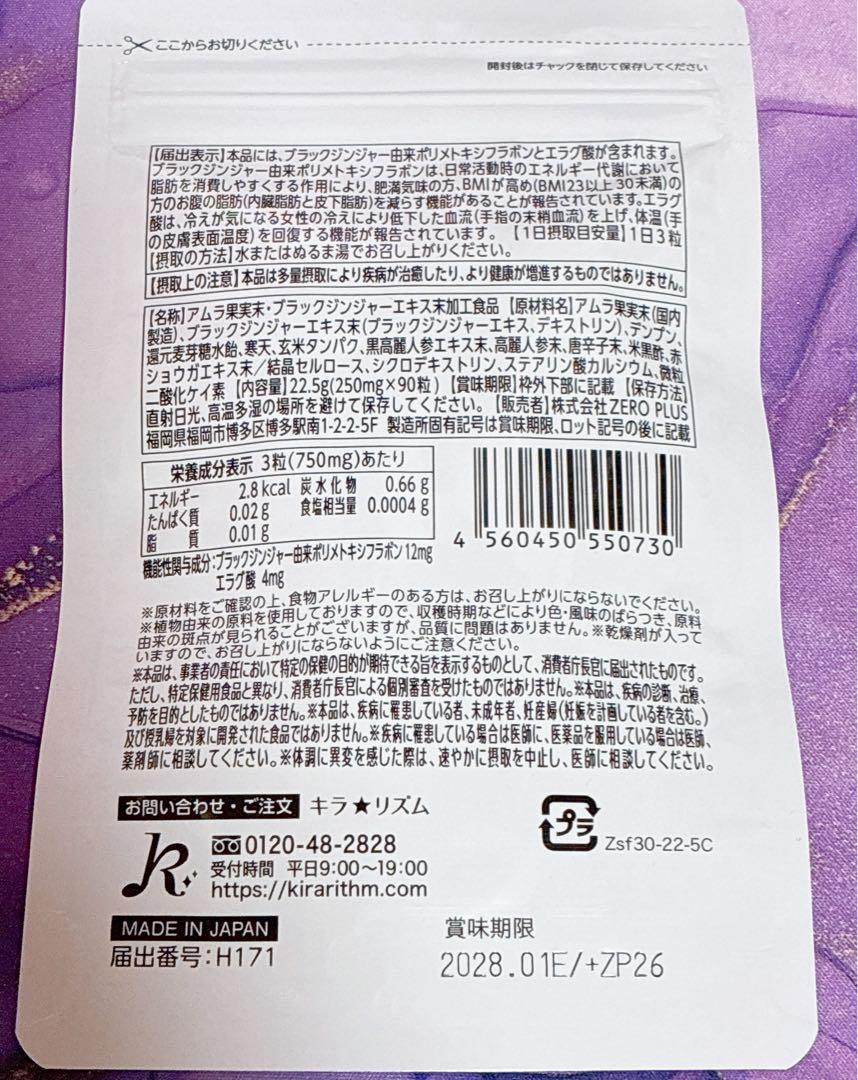 ここからお切りください
開封後はチャックを閉じて保存してください
【届出表示】本品には、ブラックジンジャー由来ポリメトキシフラボンとエラグ酸が含まれます。
ブラックジンジャー由来ポリメトキシフラボンは、日常活動時のエネルギー代謝において
脂肪を消費しやすくする作用により、肥満気味の方、BMIが高め(BMI23以上30未満)の
方のお腹の脂肪(内臓脂肪と皮下脂肪)を減らす機能があることが報告されています。エラグ
酸は、冷えが気になる女性の冷えにより低下した血流(手指の末梢血流)を上げ、体温(手
の皮膚表面温度)を回復する機能が報告されています。 【1日摂取目安量】1日3粒
【摂取の方法】水またはぬるま湯でお召し上がりください。
【摂取上の注意】本品は多量摂取により疾病が治癒したり、より健康が増進するものではありません。
【名称】アムラ果実末・ブラックジンジャーエキス末加工食品 【原材料名】アムラ果実末(国内
製造)、ブラックジンジャーエキス末(ブラックジンジャーエキス、デキストリン)、デンプン、
還元麦芽糖水飴、寒天、玄米タンパク、黒高麗人参エキス末、高麗人参末、唐辛子末、米黒酢、赤
ショウガエキス末/結晶セルロース、シクロデキストリン、ステアリン酸カルシウム、微粒
二酸化ケイ素 【内容量】22.5g(250mg×90粒) 【賞味期限】枠外下部に記載 【保存方法】
直射日光、高温多湿の場所を避けて保存してください。 【販売者】株式会社ZERO PLUS
福岡県福岡市博多区博多駅南1-2-2-5F 製造所固有記号は賞味期限、ロット記号の後に記載
栄養成分表示 3粒(750mg)あたり
エネルギー 2.8kcal 炭水化物 0.66g
たんぱく質 0.02g 食塩相当量 0.0004g
脂 質 0.01g
4 560450 550730
機能性関与成分:ブラックジンジャー由来ポリメトキシフラボン 12mg
エラグ酸 4mg
※原材料をご確認の上、食物アレルギーのある方は、お召し上がりにならないでください。
※植物由来の原料を使用しておりますので、収穫時期などにより色・風味のばらつき、原料
由来の斑点が見られることがございますが、品質に問題はありません。※乾燥剤が入って
いますので、お召し上がりにならないようにご注意ください。
※本品は、事業者の責任において特定の保健の目的が期待できる旨を表示するものとして、消費者庁長官に届出されたものです。
ただし、特定保健用食品と異なり、消費者庁長官による個別審査を受けたものではありません。※本品は、疾病の診断、治療、
予防を目的としたものではありません。※本品は、疾病に罹患している者、未成年者、妊産婦(妊娠を計画している者を含む。)
及び授乳婦を対象に開発された食品ではありません。※疾病に罹患している場合は医師に、医薬品を服用している場合は医師、
薬剤師に相談してください。※体調に異変を感じた際は、速やかに摂取を中止し、医師に相談してください。
お問い合わせ・ご注文 キラ★リズム
0120-48-2828
受付時間 平日9:00〜19:00
https://kirarithm.com
プラ
Zsf30-22-5C
MADE IN JAPAN
届出番号:H171
賞味期限
2028.01E/+ZP26